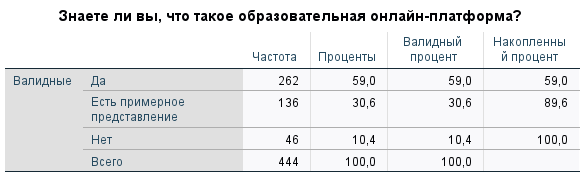 Знаете ли вы, что такое образовательная онлайн-платформа?
Частота Проценты Валидный процент Накопленны й процент
Валидные Да 262 59,0 59,0 59,0
Есть примерное представление 136 30,6 30,6 89,6
Нет 46 10,4 10,4 100,0
Всего 444 100,0 100,0